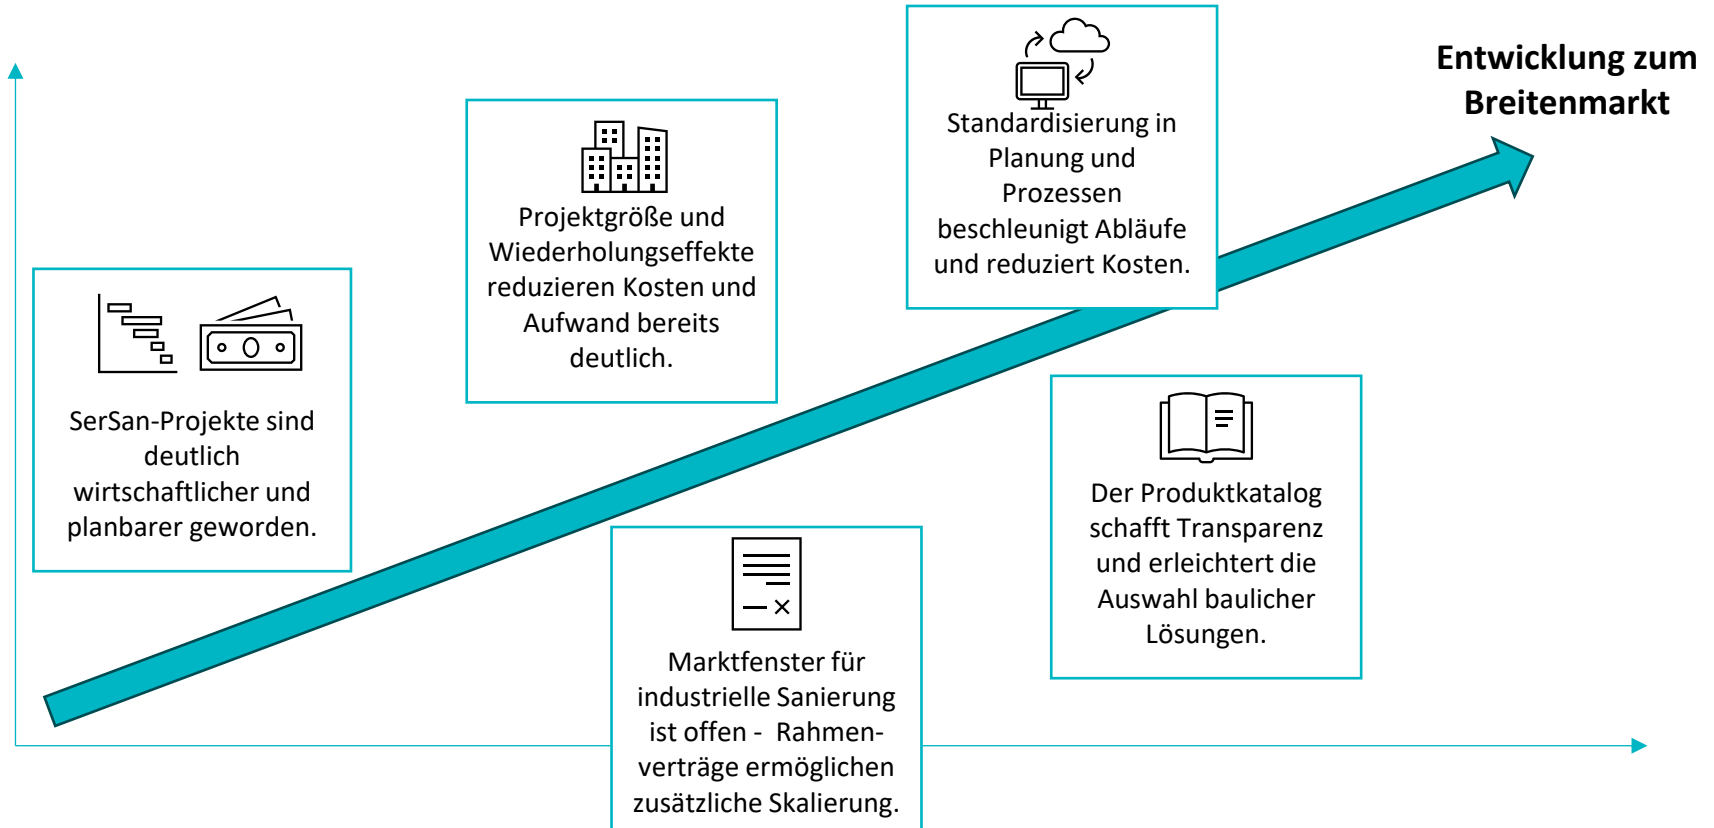 Entwicklung zum
Breitenmarkt
SerSan-Projekte sind
deutlich
wirtschaftlicher und
planbarer geworden.
Projektgröße und
Wiederholungseffekte
reduzieren Kosten und
Aufwand bereits
deutlich.
Marktfenster für
industrielle Sanierung
ist offen - Rahmen-
verträge ermöglichen
zusätzliche Skalierung.
Standardisierung in
Planung und
Prozessen
beschleunigt Abläufe
und reduziert Kosten.
Der Produktkatalog
schafft Transparenz
und erleichtert die
Auswahl baulicher
Lösungen.